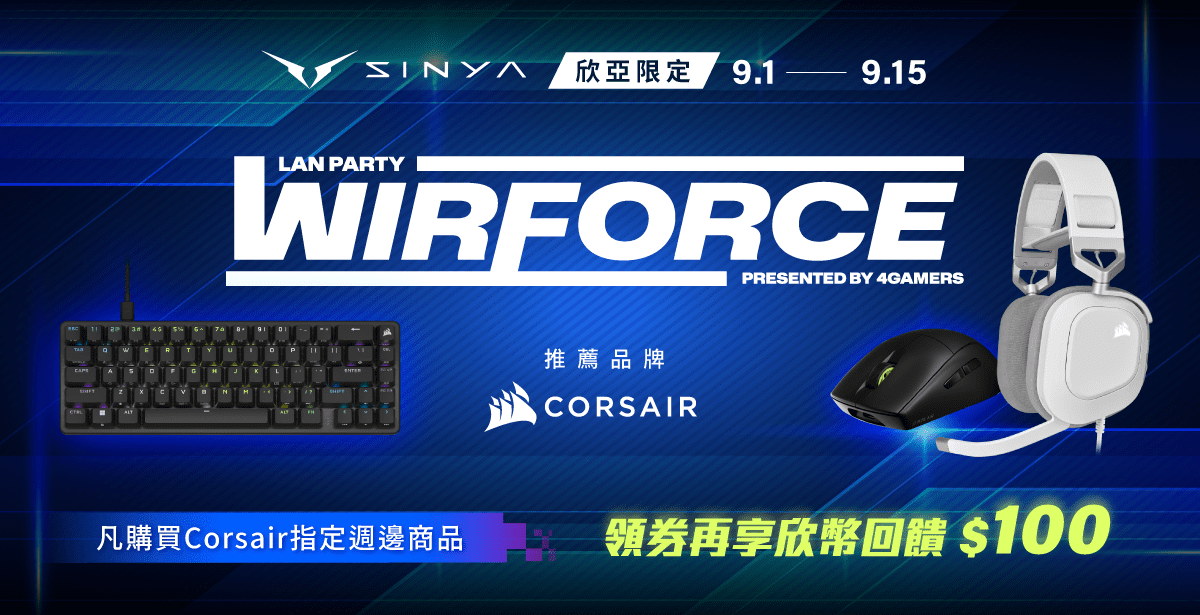 SINYA 欣亞限定 9.1 — 9.15
LAN PARTY
WIRFORCE
PRESENTED BY 4GAMERS
推薦品牌
CORSAIR
凡購買Corsair指定週邊商品
領券再享欣幣回饋 $100